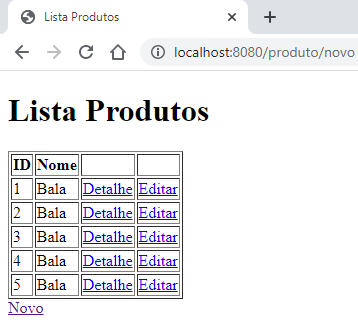 Lista Produtos
localhost:8080/produto/novo
Lista Produtos
ID Nome
1 Bala Detalhe Editar
2 Bala Detalhe Editar
3 Bala Detalhe Editar
4 Bala Detalhe Editar
5 Bala Detalhe Editar
Novo